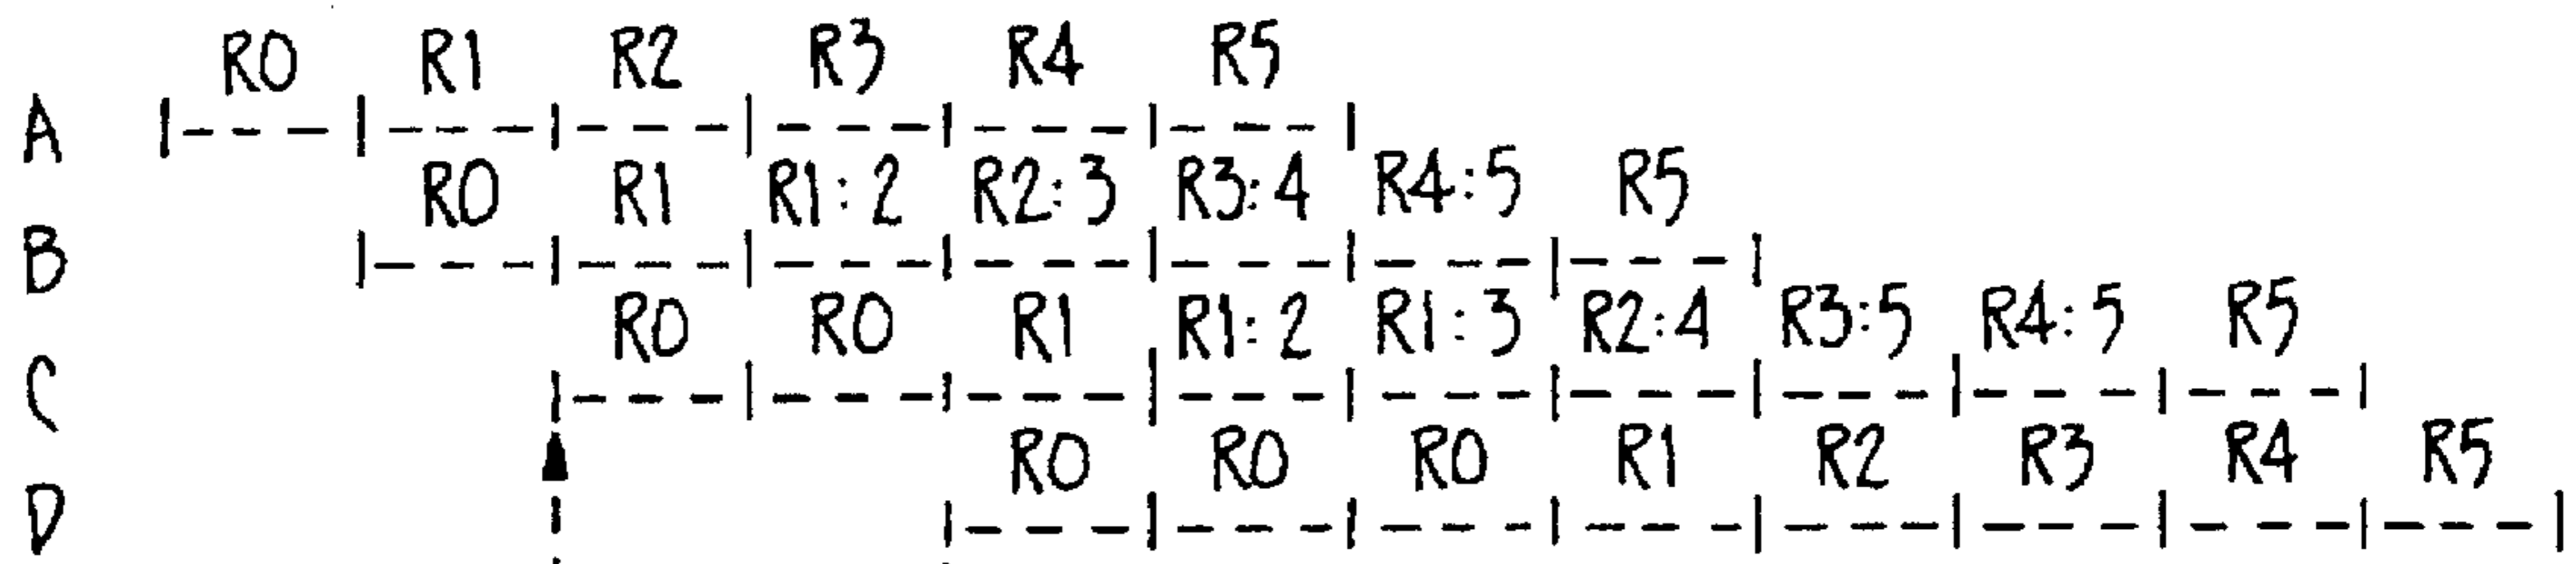 R0 R1 R2 R3 R4 R5
A
R0 R1 R1:2 R2:3 R3:4 R4:5 R5
B
R0 R0 R1 R1:2 R1:3 R2:4 R3:5 R4:5 R5
C
R0 R0 R0 R1 R2 R3 R4 R5
D